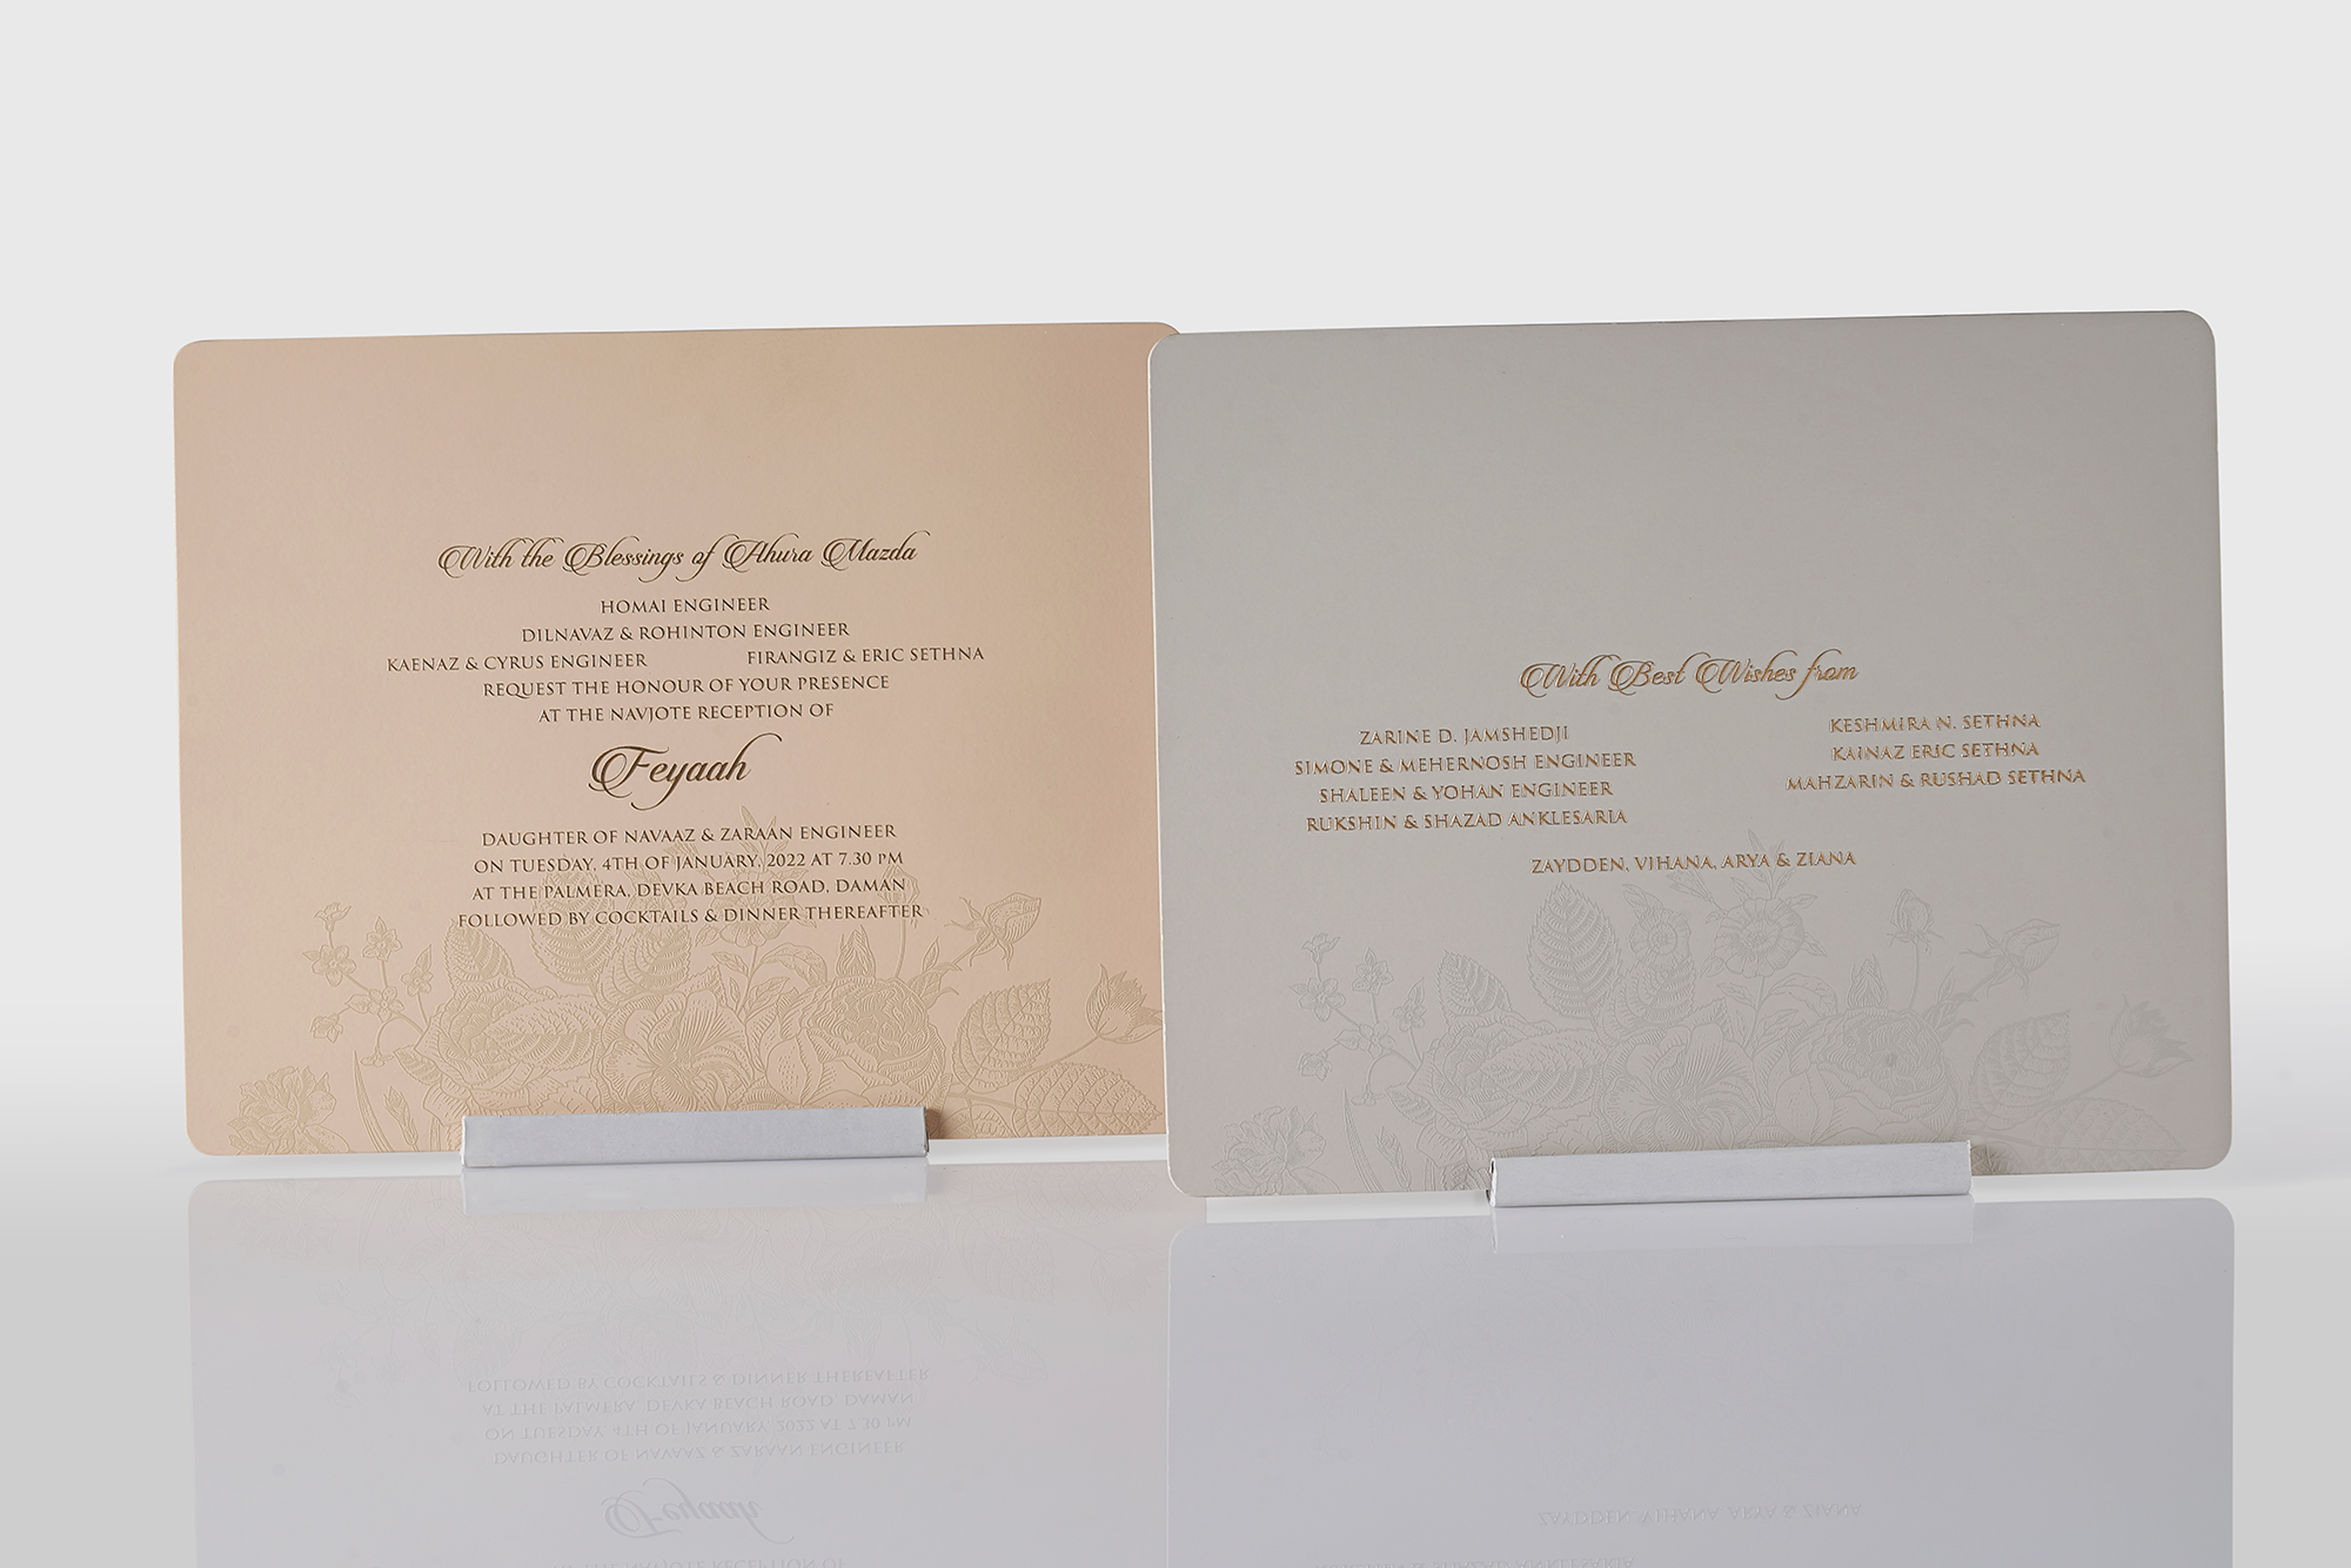 With the Blessings of Ahura Mazda
HOMAI ENGINEER
DILNAVAZ & ROHINTON ENGINEER
KAENAZ & CYRUS ENGINEER FIRANGIZ & ERIC SETHNA
REQUEST THE HONOUR OF YOUR PRESENCE
AT THE NAVJOTE RECEPTION OF
Feyaah
DAUGHTER OF NAVAAZ & ZARAAN ENGINEER
ON TUESDAY, 4TH OF JANUARY, 2022 AT 7.30 PM
AT THE PALMERA, DEVKA BEACH ROAD, DAMAN
FOLLOWED BY COCKTAILS & DINNER THEREAFTER
With Best Wishes from
ZARINE D. JAMSHEDJI
SIMONE & MEHERNOSH ENGINEER
SHALEEN & YOHAN ENGINEER
RUKSHIN & SHAZAD ANKLESARIA
KESHMIRA N. SETHNA
KAINAZ ERIC SETHNA
MAHZARIN & RUSHAD SETHNA
ZAYDDEN, VIHANA, ARYA & ZIANA